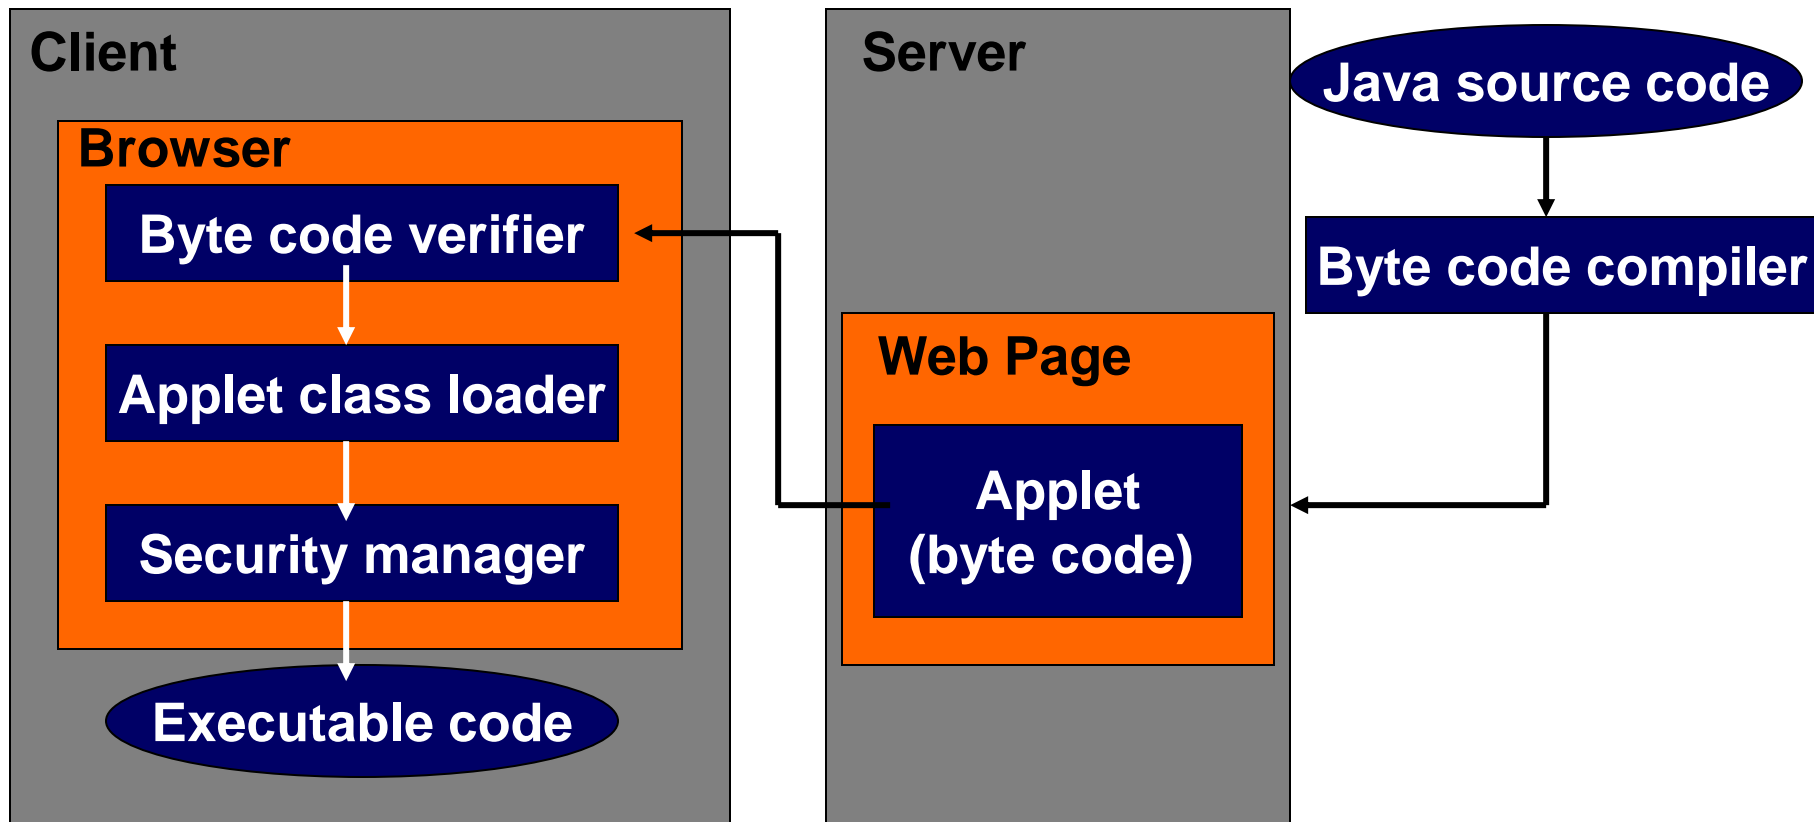 Client
Browser
Byte code verifier
Applet class loader
Security manager
Executable code
Server
Web Page
Applet
(byte code)
Java source code
Byte code compiler